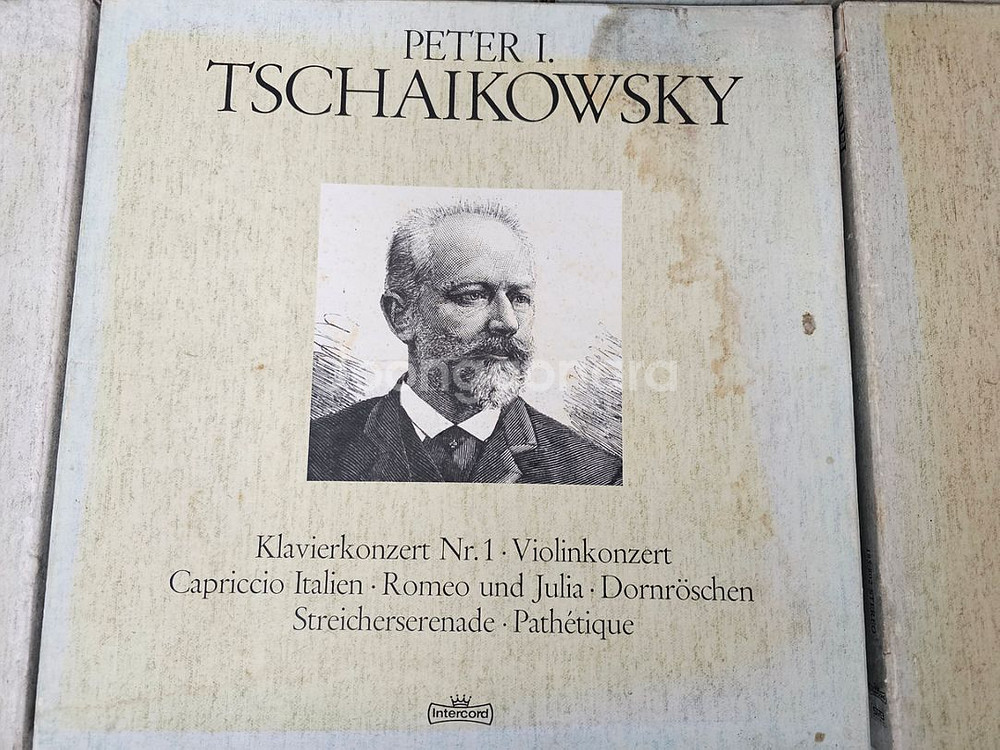 PETER I.
TSCHAIKOWSKY
Klavierkonzert Nr. 1 · Violinkonzert
Capriccio Italien · Romeo und Julia · Dornröschen
Streicherserenade · Pathétique
Intercord